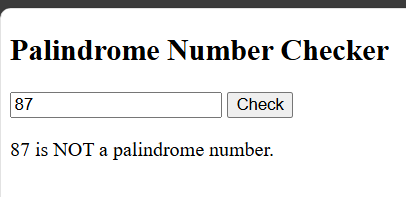 Palindrome Number Checker
87 Check
87 is NOT a palindrome number.